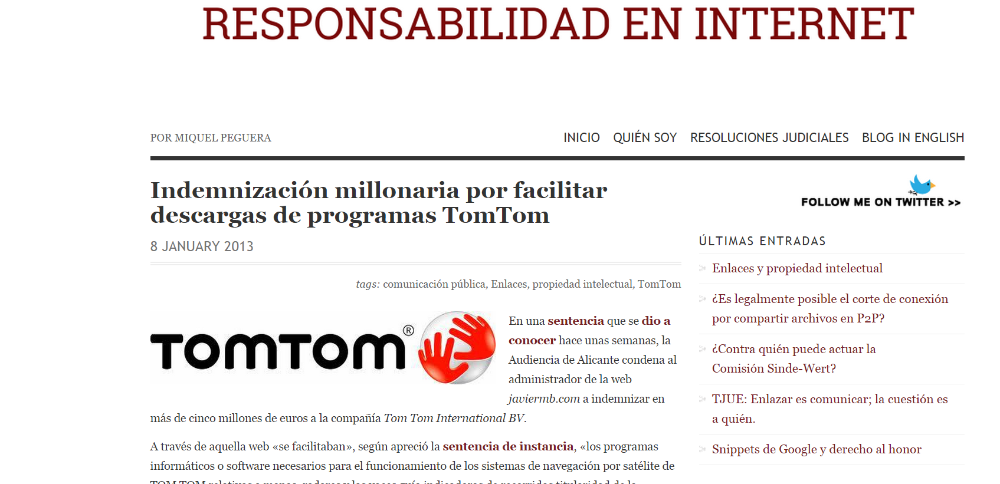 RESPONSABILIDAD EN INTERNET
POR MIQUEL PEGUERA
INICIO QUIÉN SOY RESOLUCIONES JUDICIALES BLOG IN ENGLISH
Indemnización millonaria por facilitar
descargas de programas TomTom
8 JANUARY 2013
tags: comunicación pública, Enlaces, propiedad intelectual, TomTom
TOMTOM®
En una sentencia que se dio a
conocer hace unas semanas, la
Audiencia de Alicante condena al
administrador de la web
javiermb.com a indemnizar en
más de cinco millones de euros a la compañía Tom Tom International BV.
A través de aquella web «se facilitaban», según apreció la sentencia de instancia, «los programas
informáticos o software necesarios para el funcionamiento de los sistemas de navegación por satélite de
FOLLOW ME ON TWITTER >>
ÚLTIMAS ENTRADAS
Enlaces y propiedad intelectual
¿Es legalmente posible el corte de conexión
por compartir archivos en P2P?
¿Contra quién puede actuar la
Comisión Sinde-Wert?
TJUE: Enlazar es comunicar; la cuestión es
a quién.
Snippets de Google y derecho al honor